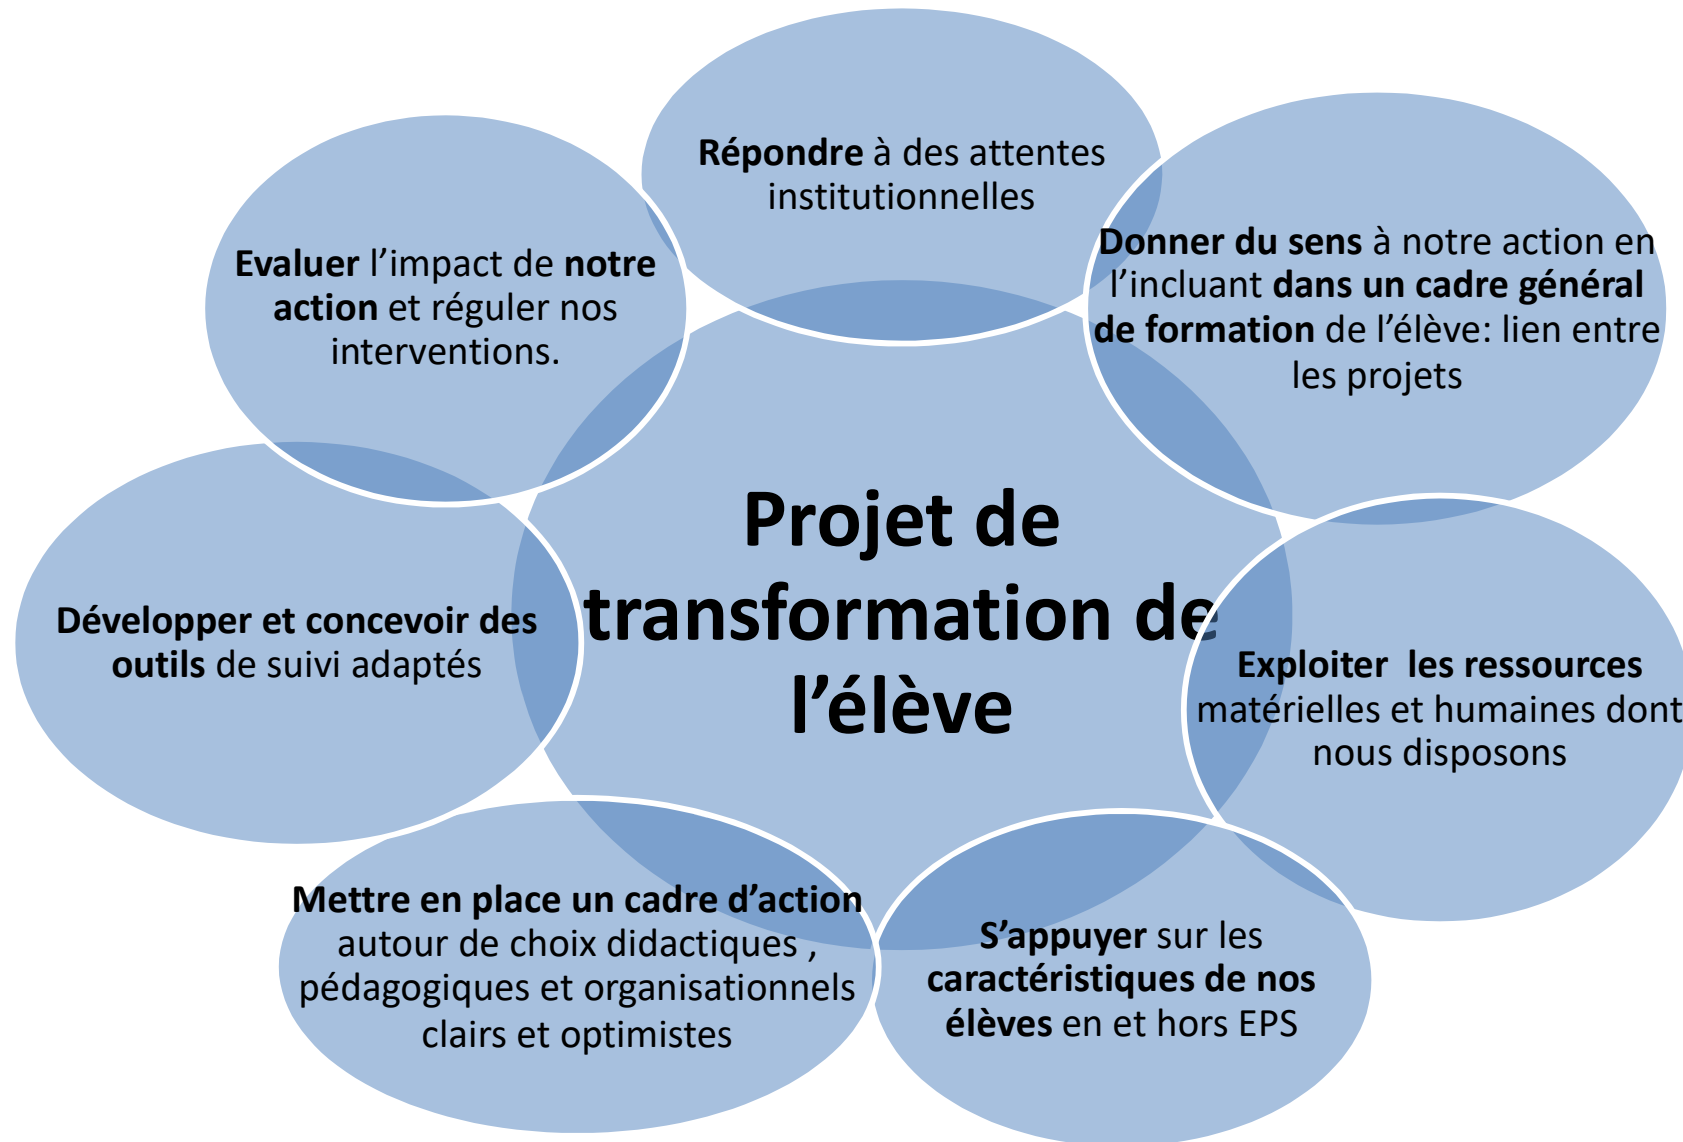 Répondre à des attentes
institutionnelles
Donner du sens à notre action en
l’incluant dans un cadre général
de formation de l’élève: lien entre
les projets
Exploiter  les ressources
matérielles et humaines dont
nous disposons
S’appuyer sur les
caractéristiques de nos
élèves en et hors EPS
Mettre en place un cadre d’action
autour de choix didactiques ,
pédagogiques et organisationnels
clairs et optimistes
Développer et concevoir des
outils de suivi adaptés
Evaluer l’impact de notre
action et réguler nos
interventions.
Projet de
transformation de
l’élève